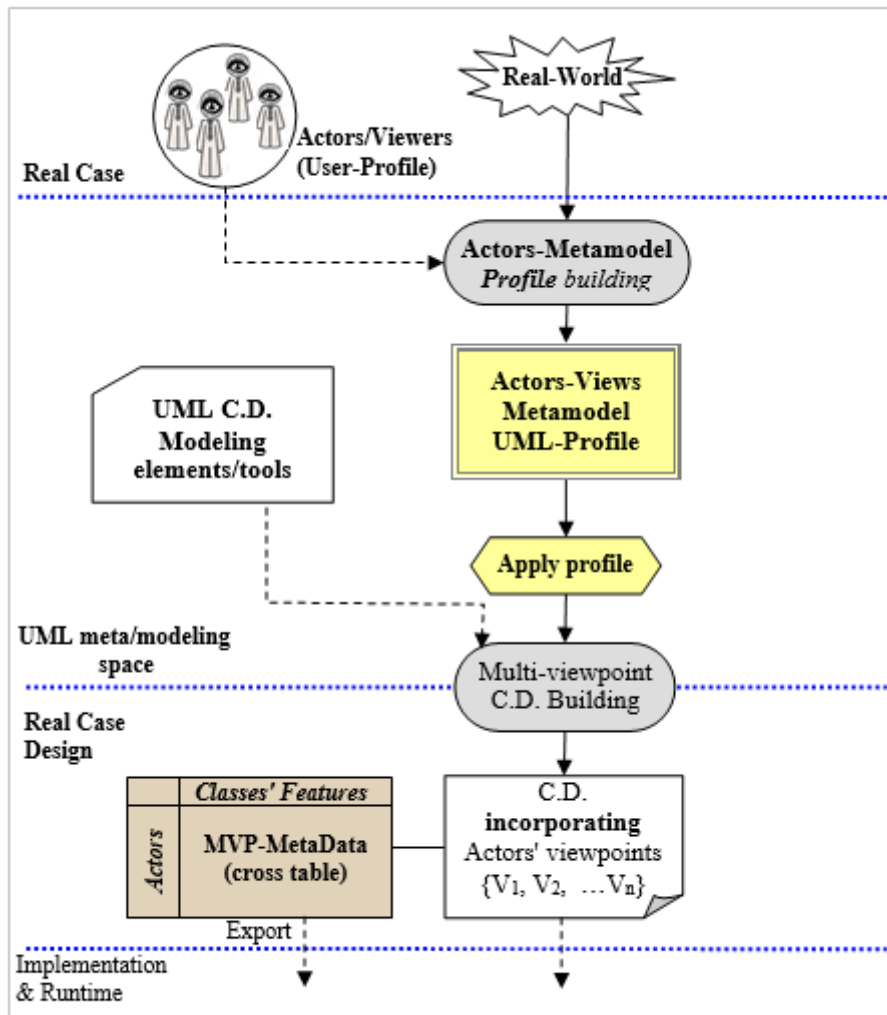 Real-World
Actors/Viewers
(User-Profile)
Real Case
Actors-Metamodel
Profile building
Actors-Views
Metamodel
UML-Profile
UML C.D.
Modeling
elements/tools
Apply profile
UML meta/modeling
space
Multi-viewpoint
C.D. Building
Real Case
Design
Classes' Features
Actors
MVP-MetaData
(cross table)
C.D.
incorporating
Actors' viewpoints
{V1, V2, ...Vn}
Export
Implementation
& Runtime